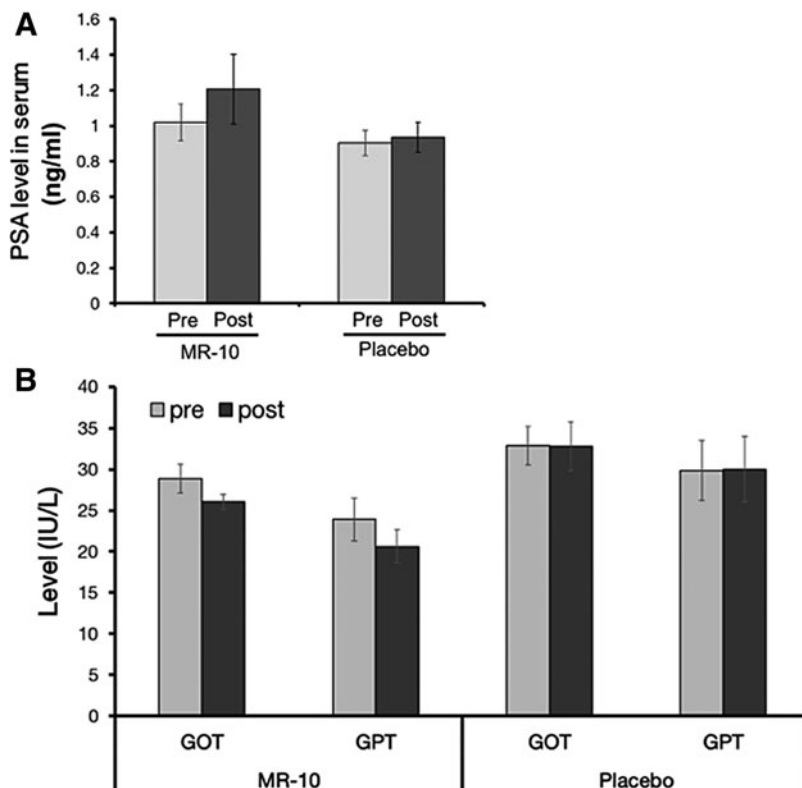 A
PSA level in serum
(ng/ml)
1.6
1.4
1.2
1
0.8
0.6
0.4
0.2
0
Pre Post Pre Post
MR-10 Placebo
B
Level (IU/L)
pre post
40
35
30
25
20
15
10
5
0
GOT GPT GOT GPT
MR-10 Placebo